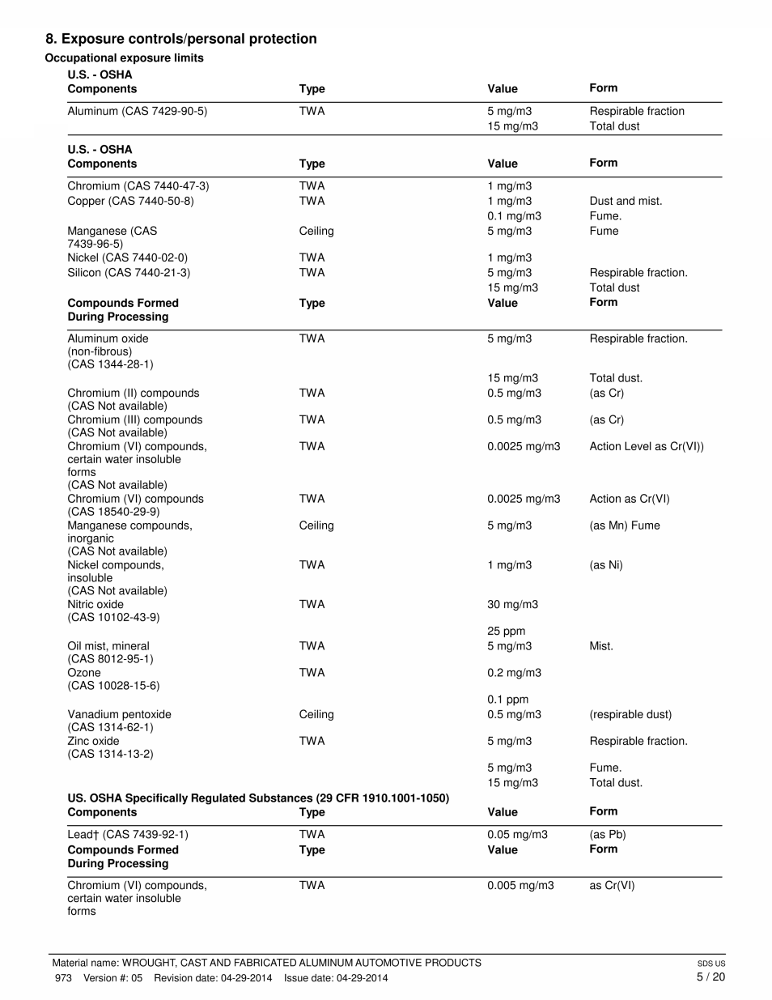 8. Exposure controls/personal protection
Occupational exposure limits
U.S. - OSHA
Components Type Value Form
Aluminum (CAS 7429-90-5) TWA 5 mg/m3 Respirable fraction
15 mg/m3 Total dust
U.S. - OSHA
Components Type Value Form
Chromium (CAS 7440-47-3) TWA 1 mg/m3
Copper (CAS 7440-50-8) TWA 1 mg/m3 Dust and mist.
0.1 mg/m3 Fume.
Manganese (CAS Ceiling 5 mg/m3 Fume
7439-96-5)
Nickel (CAS 7440-02-0) TWA 1 mg/m3
Silicon (CAS 7440-21-3) TWA 5 mg/m3 Respirable fraction.
15 mg/m3 Total dust
Compounds Formed Type Value Form
During Processing
Aluminum oxide TWA 5 mg/m3 Respirable fraction.
(non-fibrous)
(CAS 1344-28-1)
15 mg/m3 Total dust.
Chromium (II) compounds TWA 0.5 mg/m3 (as Cr)
(CAS Not available)
Chromium (III) compounds TWA 0.5 mg/m3 (as Cr)
(CAS Not available)
Chromium (VI) compounds, TWA 0.0025 mg/m3 Action Level as Cr(VI))
certain water insoluble
forms
(CAS Not available)
Chromium (VI) compounds TWA 0.0025 mg/m3 Action as Cr(VI)
(CAS 18540-29-9)
Manganese compounds, Ceiling 5 mg/m3 (as Mn) Fume
inorganic
(CAS Not available)
Nickel compounds, TWA 1 mg/m3 (as Ni)
insoluble
(CAS Not available)
Nitric oxide TWA 30 mg/m3
(CAS 10102-43-9)
25 ppm
Oil mist, mineral TWA 5 mg/m3 Mist.
(CAS 8012-95-1)
Ozone TWA 0.2 mg/m3
(CAS 10028-15-6)
0.1 ppm
Vanadium pentoxide Ceiling 0.5 mg/m3 (respirable dust)
(CAS 1314-62-1)
Zinc oxide TWA 5 mg/m3 Respirable fraction.
(CAS 1314-13-2)
5 mg/m3 Fume.
15 mg/m3 Total dust.
US. OSHA Specifically Regulated Substances (29 CFR 1910.1001-1050)
Components Type Value Form
Lead† (CAS 7439-92-1) TWA 0.05 mg/m3 (as Pb)
Compounds Formed Type Value Form
During Processing
Chromium (VI) compounds, TWA 0.005 mg/m3 as Cr(VI)
certain water insoluble
forms
Material name: WROUGHT, CAST AND FABRICATED ALUMINUM AUTOMOTIVE PRODUCTS SDS US
973 Version #: 05 Revision date: 04-29-2014 Issue date: 04-29-2014 5 / 20